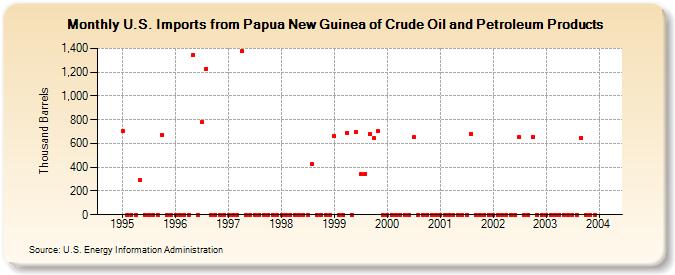 Monthly U.S. Imports from Papua New Guinea of Crude Oil and Petroleum Products
Thousand Barrels
1,400
1,200
1,000
800
600
400
200
0
1995 1996 1997 1998 1999 2000 2001 2002 2003 2004
Source: U.S. Energy Information Administration